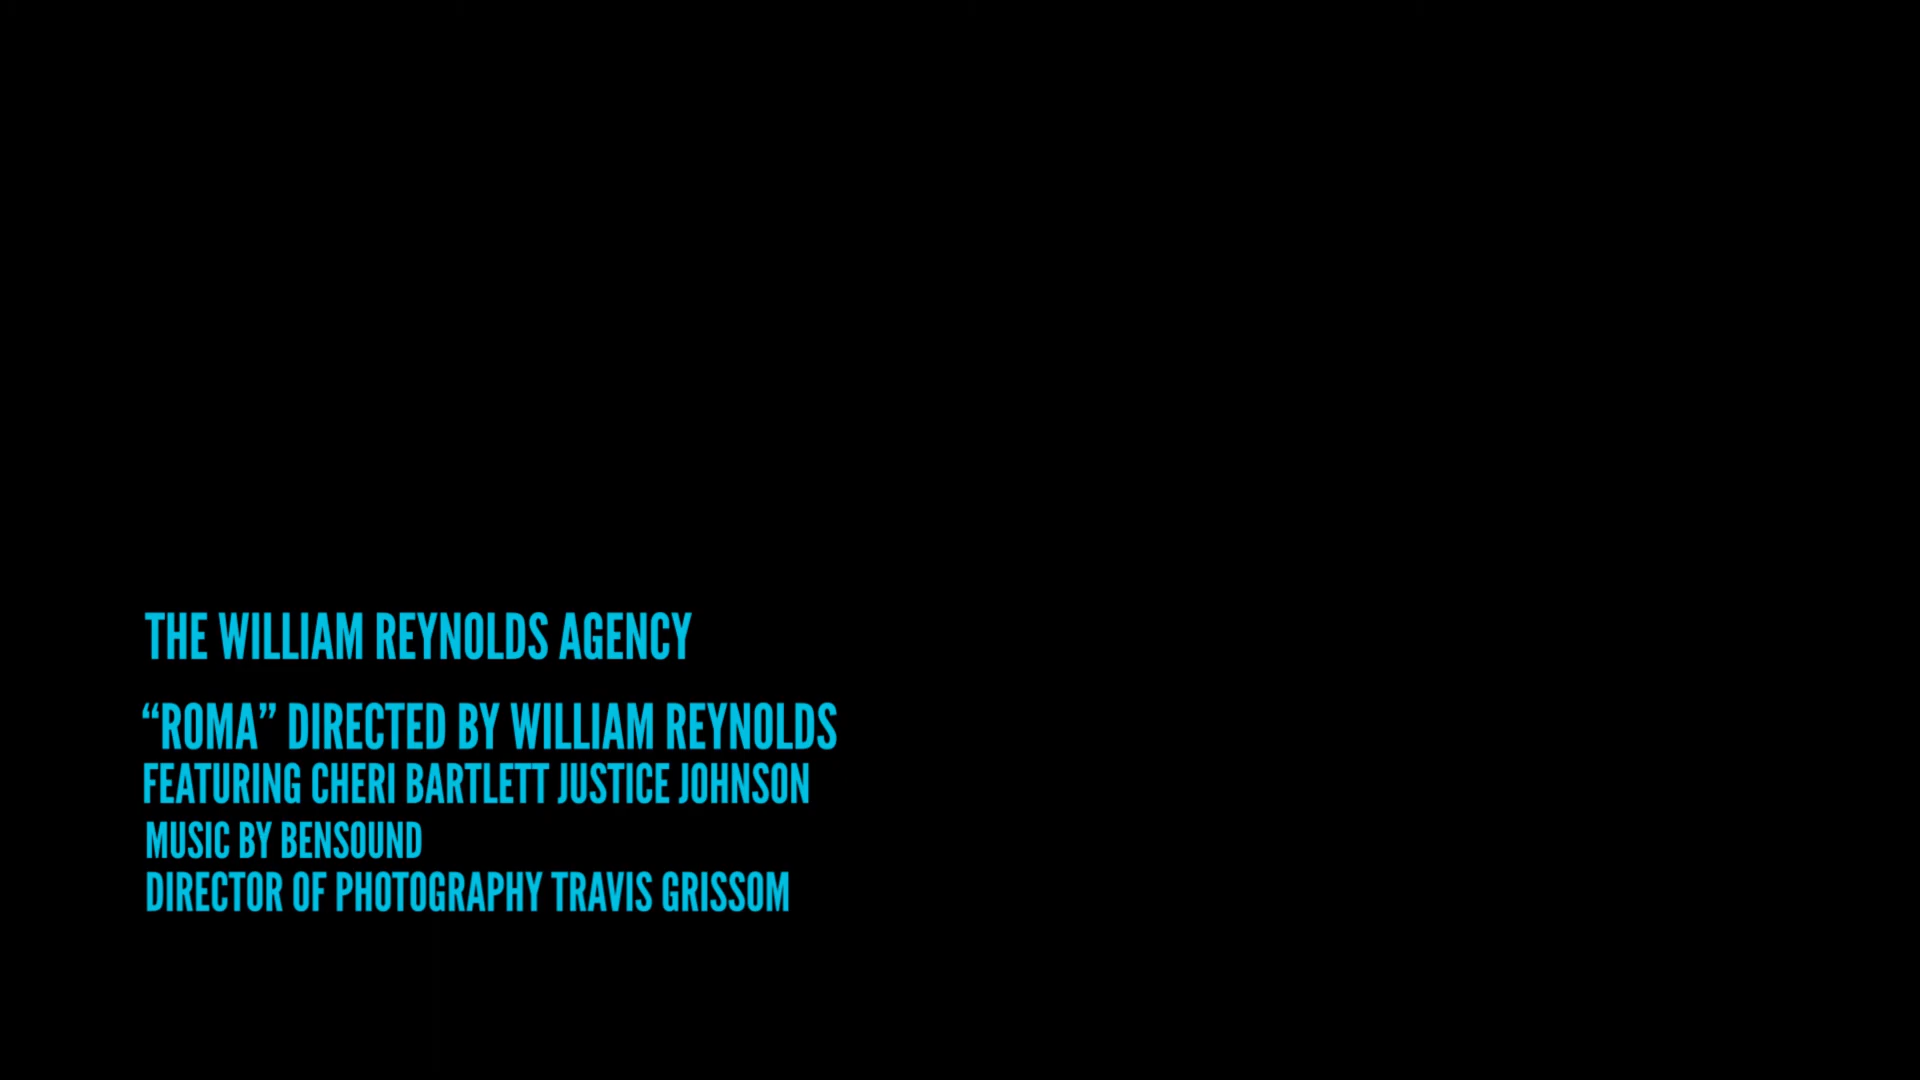 THE WILLIAM REYNOLDS AGENCY
“ROMA” DIRECTED BY WILLIAM REYNOLDS
FEATURING CHERI BARTLETT JUSTICE JOHNSON
MUSIC BY BENSOUND
DIRECTOR OF PHOTOGRAPHY TRAVIS GRISSOM